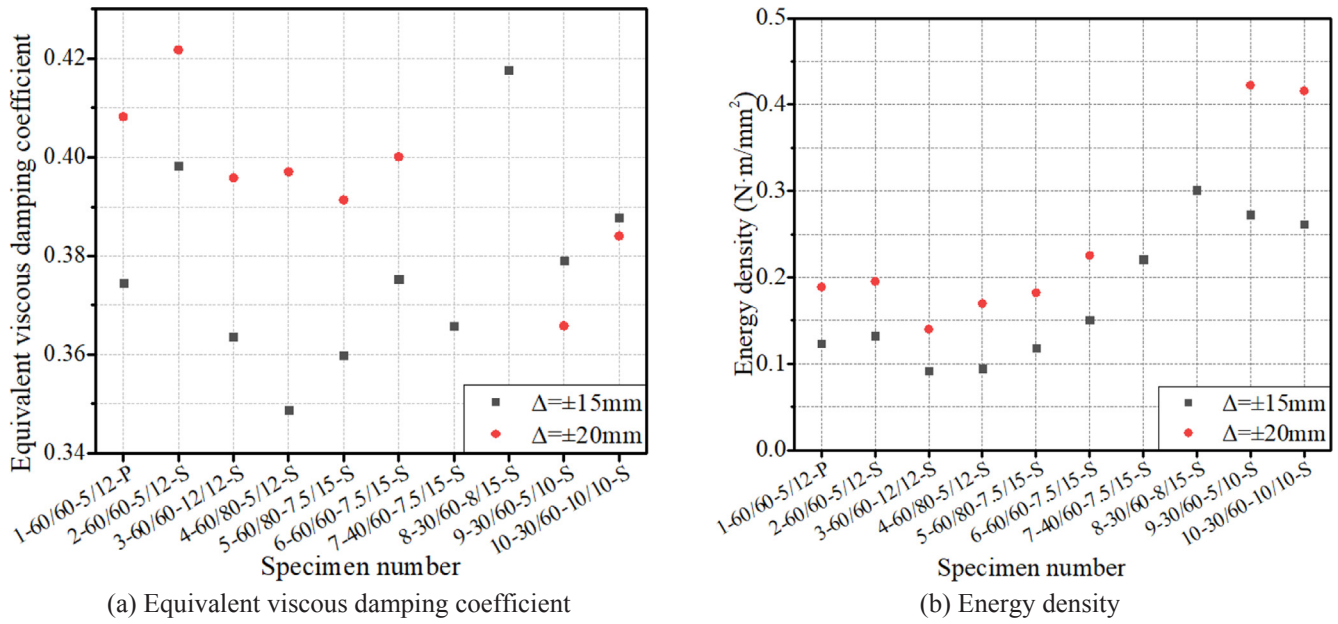 Equivalent viscous damping coefficient
0.42
0.40
0.38
0.36
0.34
Δ=±15mm
Δ=±20mm
1-60/60-5/12-P
2-60/60-5/12-S
3-60/60-12/12-S
4-60/80-5/12-S
5-60/80-7.5/15-S
6-60/60-7.5/15-S
7-40/60-7.5/15-S
8-30/60-8/15-S
9-30/60-5/10-S
10-30/60-10/10-S
Specimen number
(a) Equivalent viscous damping coefficient
Energy density (N·m/mm²)
0.5
0.4
0.3
0.2
0.1
0.0
Δ=±15mm
Δ=±20mm
1-60/60-5/12-P
2-60/60-5/12-S
3-60/60-12/12-S
4-60/80-5/12-S
5-60/80-7.5/15-S
6-60/60-7.5/15-S
7-40/60-7.5/15-S
8-30/60-8/15-S
9-30/60-5/10-S
10-30/60-10/10-S
Specimen number
(b) Energy density